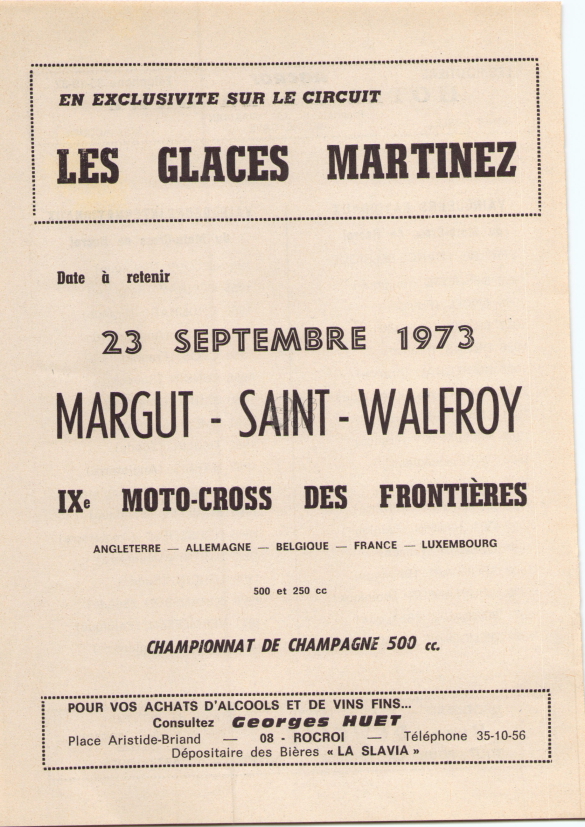 EN EXCLUSIVITE SUR LE CIRCUIT
LES GLACES MARTINEZ
Date à retenir
23 SEPTEMBRE 1973
MARGUT - SAINT - WALFROY
IXe MOTO-CROSS DES FRONTIÈRES
ANGLETERRE — ALLEMAGNE — BELGIQUE — FRANCE — LUXEMBOURG
500 et 250 cc
CHAMPIONNAT DE CHAMPAGNE 500 cc.
POUR VOS ACHATS D'ALCOOLS ET DE VINS FINS...
Consultez Georges HUET
Place Aristide-Briand — 08 - ROCROI — Téléphone 35-10-56
Dépositaire des Bières « LA SLAVIA »